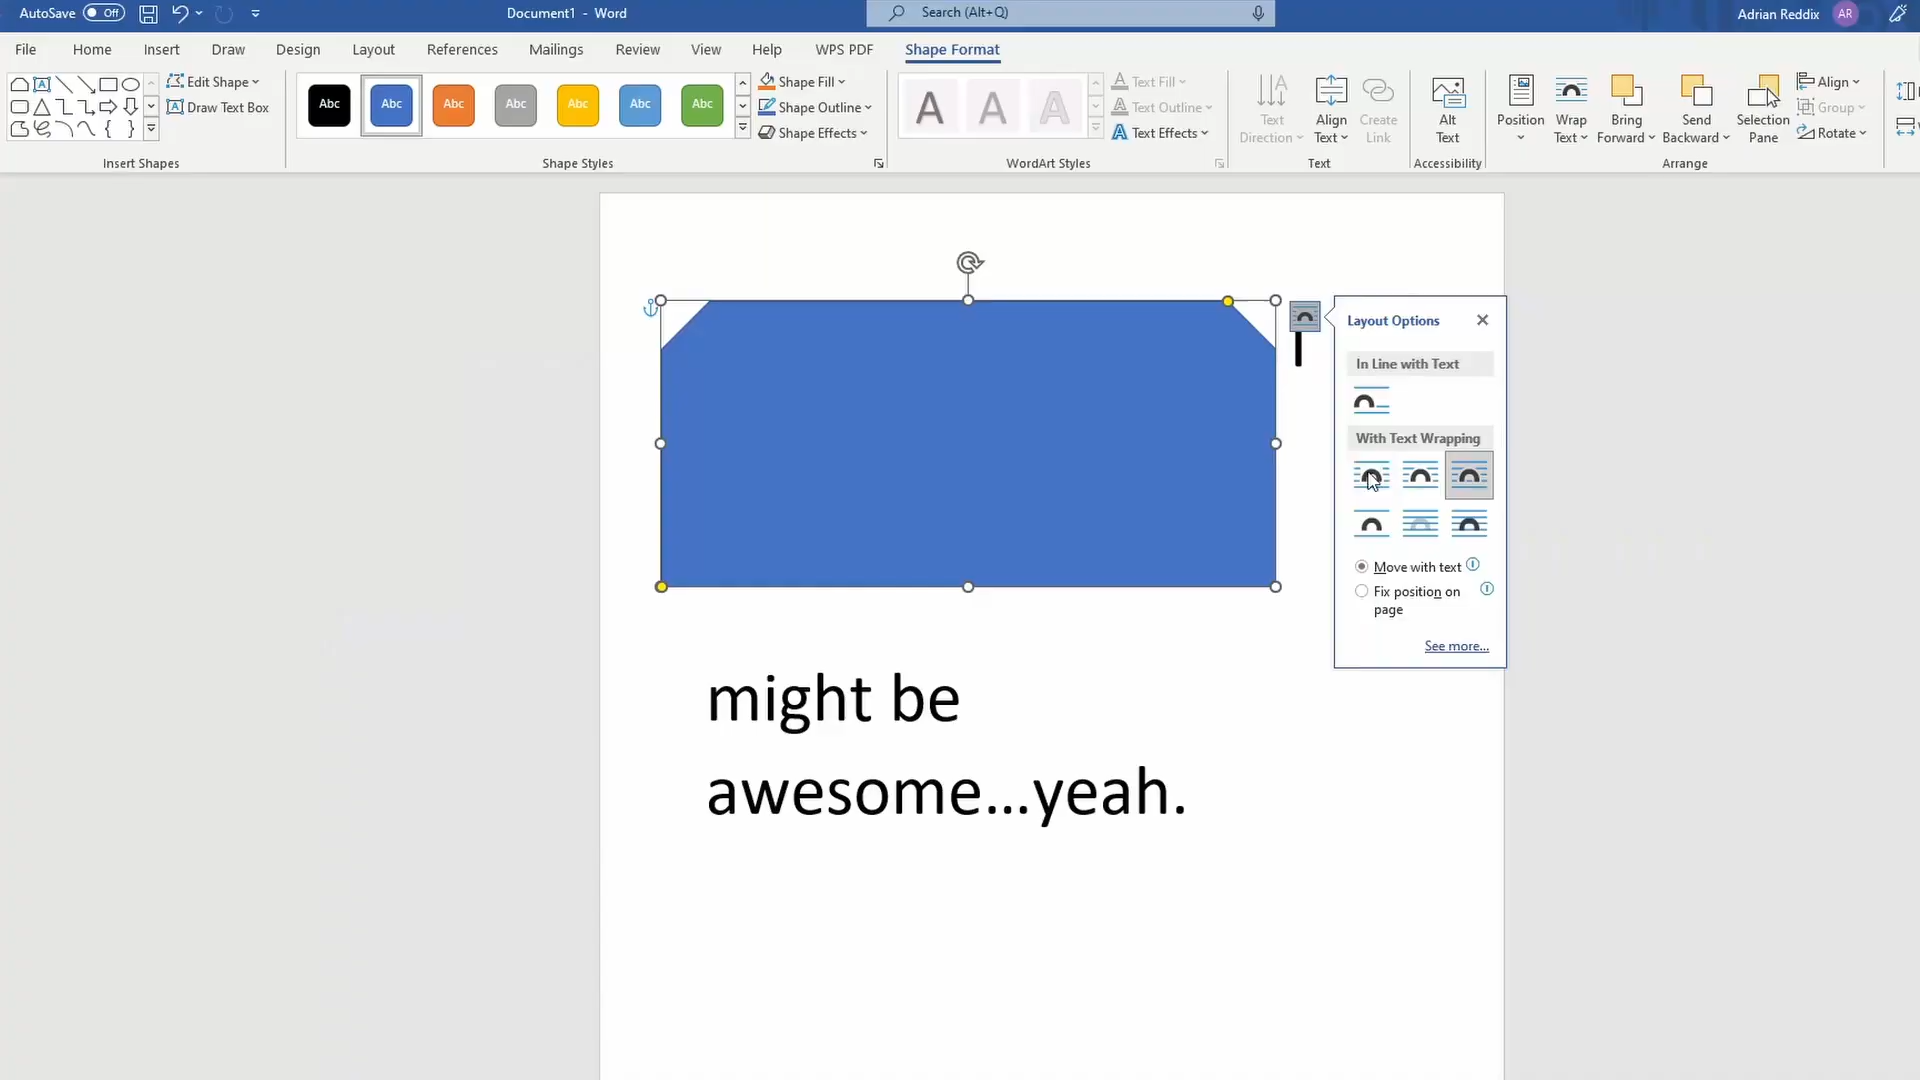 AutoSave Off Document1 - Word Search (Alt+Q) Adrian Reddix AR
File Home Insert Draw Design Layout References Mailings Review View Help WPS PDF Shape Format
Edit Shape
Draw Text Box
Insert Shapes
Abc Abc Abc Abc Abc Abc Abc
Shape Fill
Shape Outline
Shape Effects
Shape Styles
A A A
Text Fill
Text Outline
Text Effects
WordArt Styles
Text Direction
Align Text
Create Link
Text
Alt Text
Accessibility
Position
Wrap Text
Bring Forward
Send Backward
Selection Pane
Align
Group
Rotate
Arrange
Layout Options
In Line with Text
With Text Wrapping
Move with text
Fix position on
page
See more...
might be
awesome...yeah.